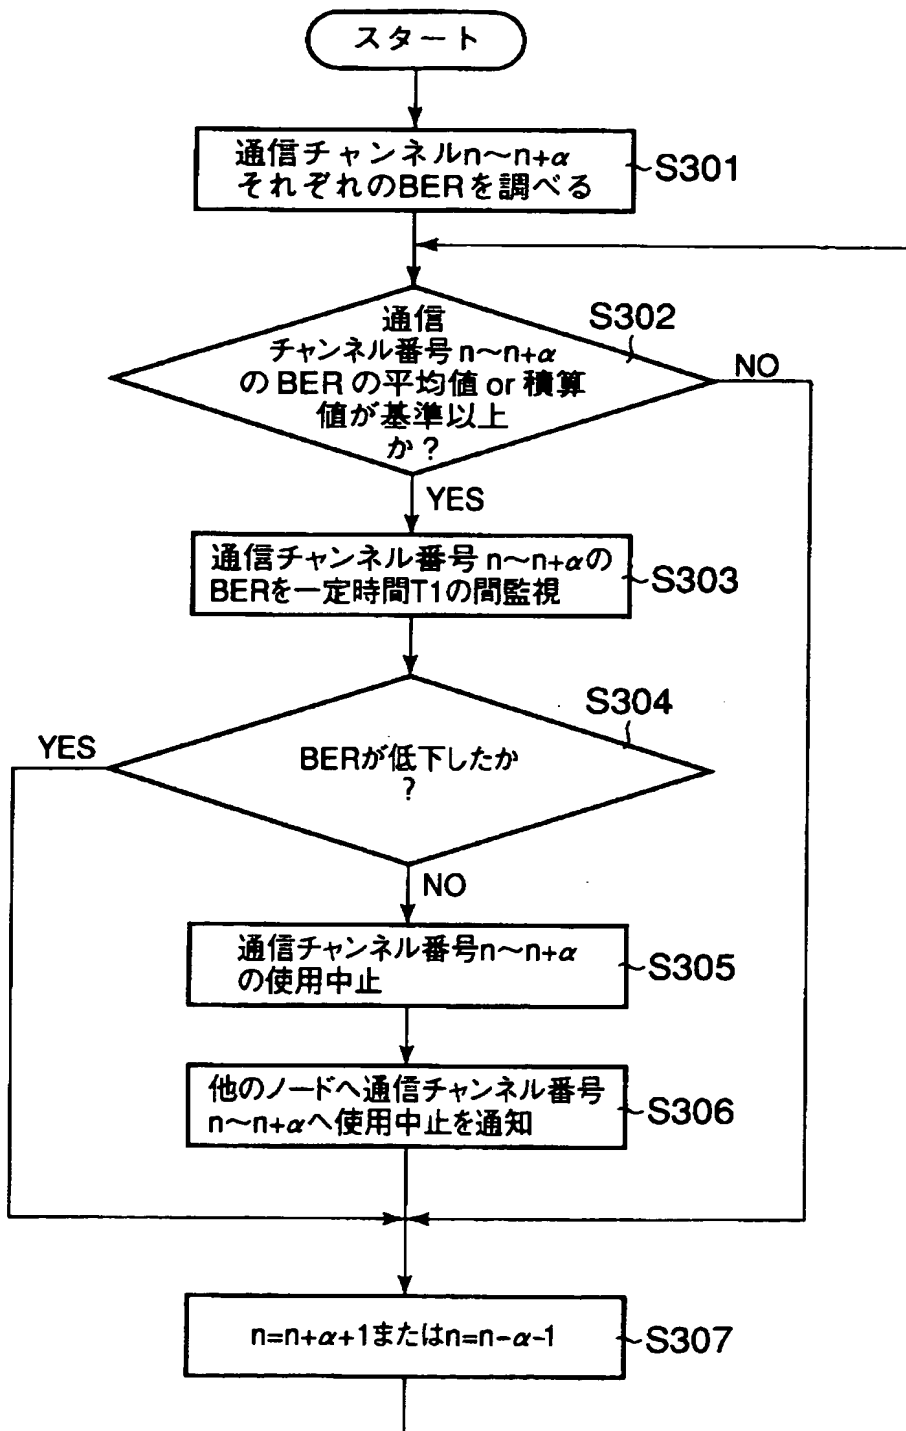 スタート
通信チャンネルn～n+α
それぞれのBERを調べる
S301
S302
通信
チャンネル番号 n～n+α
の BER の平均値 or 積算
値が基準以上
か？
NO
YES
通信チャンネル番号 n～n+αの
BERを一定時間T1の間監視
S303
S304
YES
BERが低下したか
？
NO
通信チャンネル番号n～n+α
の使用中止
S305
他のノードへ通信チャンネル番号
n～n+αへ使用中止を通知
S306
n=n+α+1またはn=n-α-1
S307